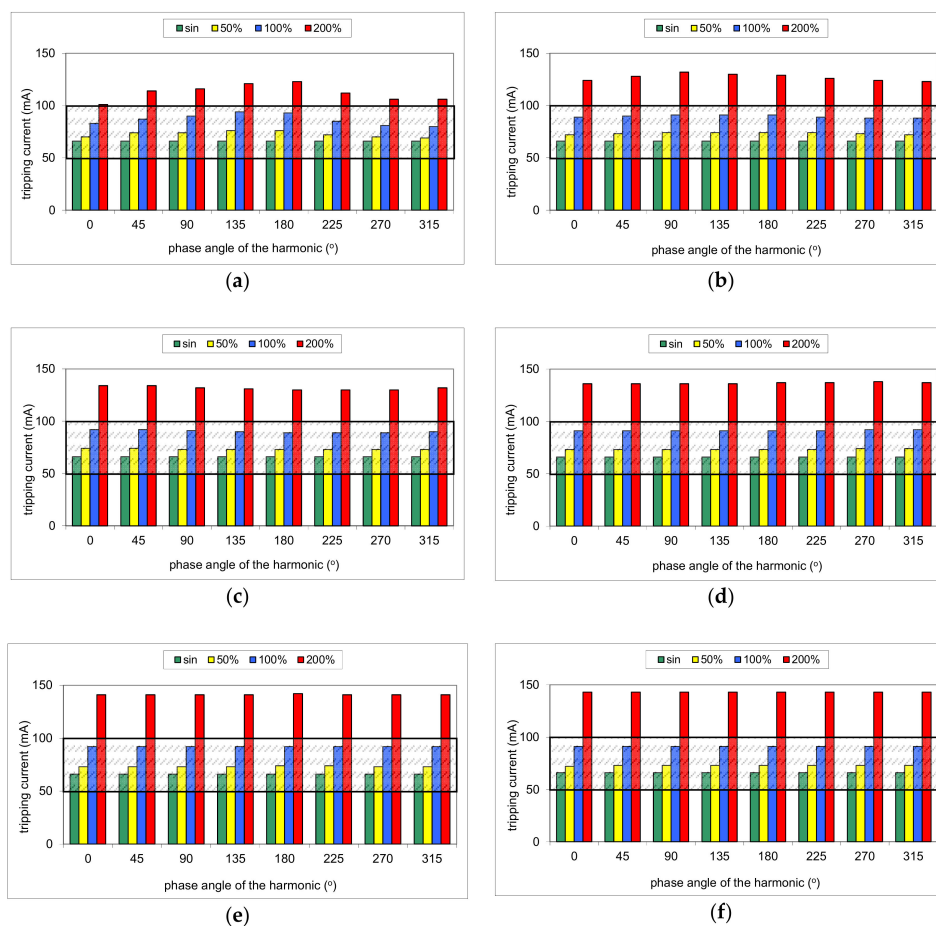 sin 50% 100% 200%
sin 50% 100% 200%
150
100
50
0
tripping current (mA)
0 45 90 135 180 225 270 315
phase angle of the harmonic (o)
(a)
150
100
50
0
tripping current (mA)
0 45 90 135 180 225 270 315
phase angle of the harmonic (o)
(b)
sin 50% 100% 200%
150
100
50
0
tripping current (mA)
0 45 90 135 180 225 270 315
phase angle of the harmonic (o)
(c)
sin 50% 100% 200%
150
100
50
0
tripping current (mA)
0 45 90 135 180 225 270 315
phase angle of the harmonic (o)
(d)
sin 50% 100% 200%
150
100
50
0
tripping current (mA)
0 45 90 135 180 225 270 315
phase angle of the harmonic (o)
(e)
sin 50% 100% 200%
150
100
50
0
tripping current (mA)
0 45 90 135 180 225 270 315
phase angle of the harmonic (o)
(f)